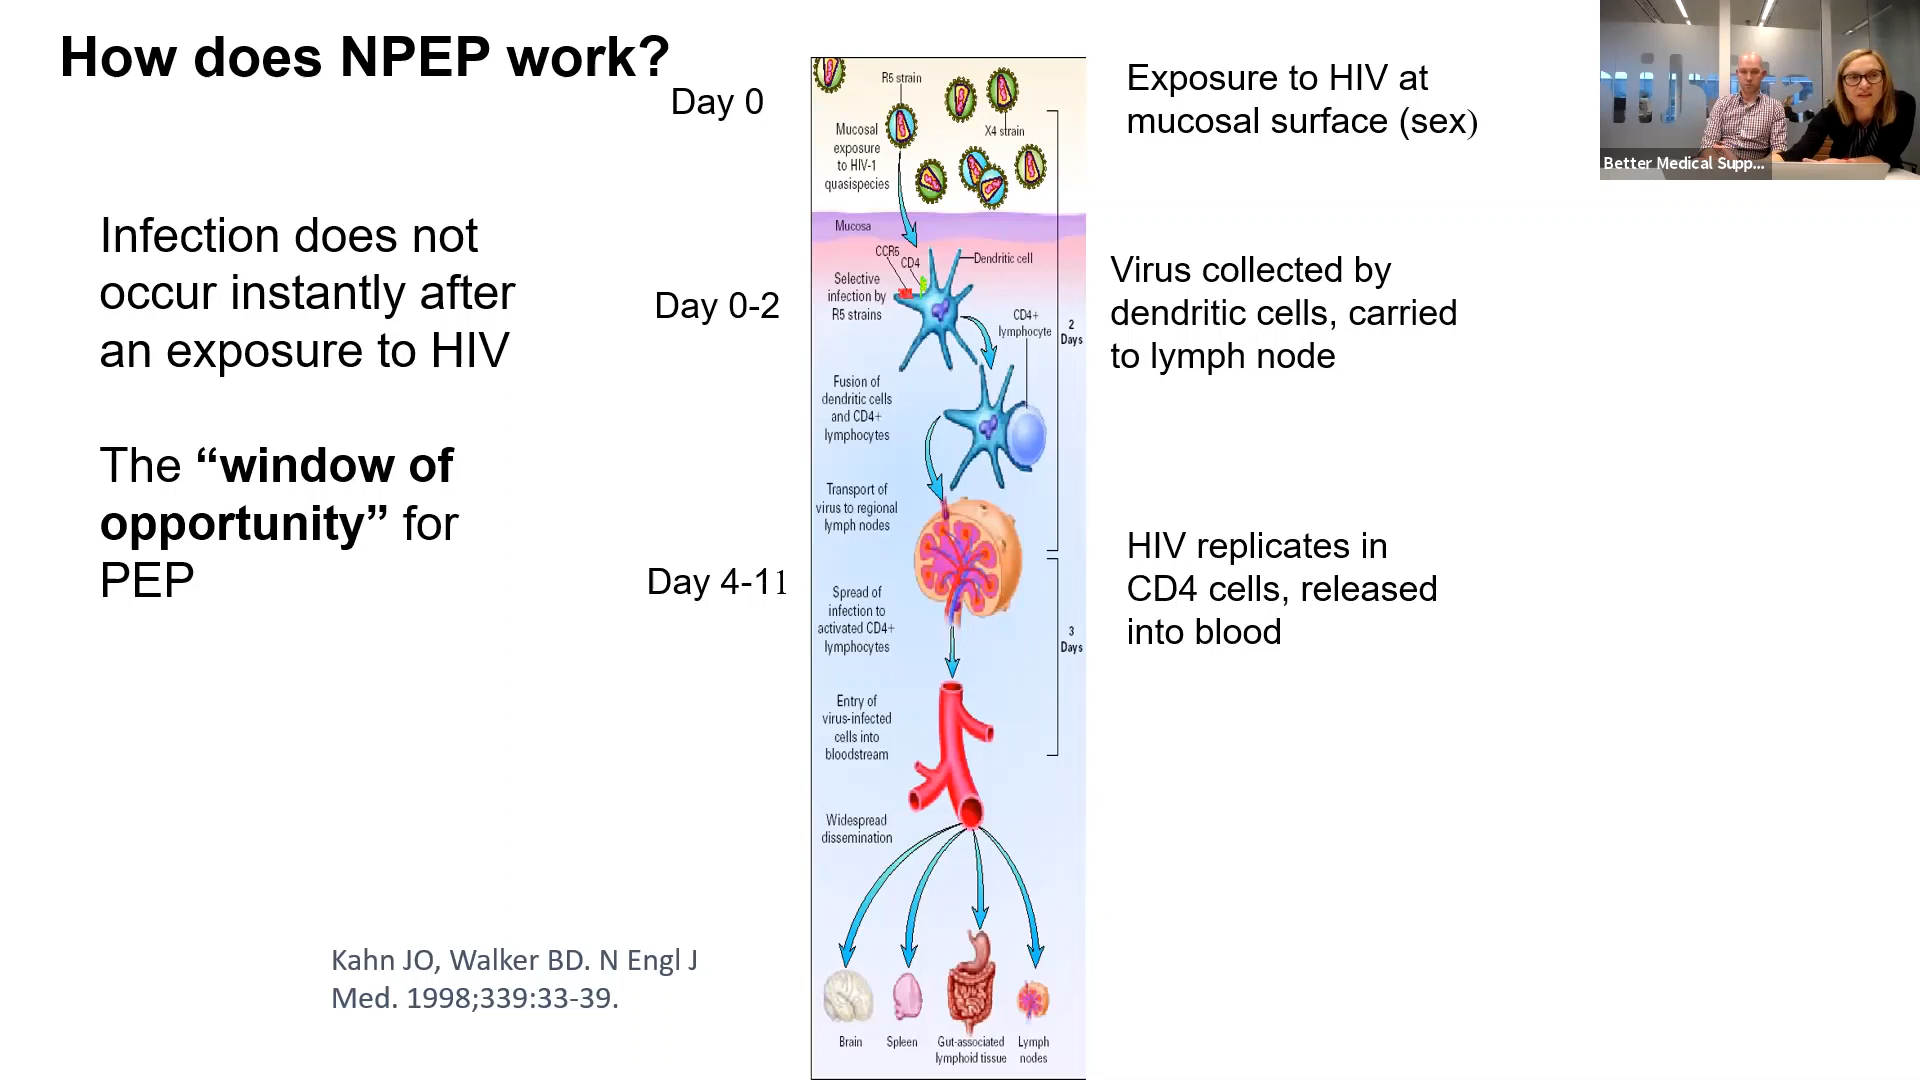 How does NPEP work?
Infection does not
occur instantly after
an exposure to HIV
The “window of
opportunity” for
PEP
Day 0
Day 0-2
Day 4-11
R5 strain
X4 strain
Mucosal
exposure
to HIV-1
quasispecies
Mucosa
CCR5
CD4
Dendritic cell
Selective
infection by
R5 strains
CD4+
lymphocyte
2
Days
Fusion of
dendritic cells
and CD4+
lymphocytes
Transport of
virus to regional
lymph nodes
Spread of
infection to
activated CD4+
lymphocytes
3
Days
Entry of
virus-infected
cells into
bloodstream
Widespread
dissemination
Brain
Spleen
Gut-associated
lymphoid tissue
Lymph
nodes
Exposure to HIV at
mucosal surface (sex)
Virus collected by
dendritic cells, carried
to lymph node
HIV replicates in
CD4 cells, released
into blood
Kahn JO, Walker BD. N Engl J
Med. 1998;339:33-39.
Better Medical Supp...